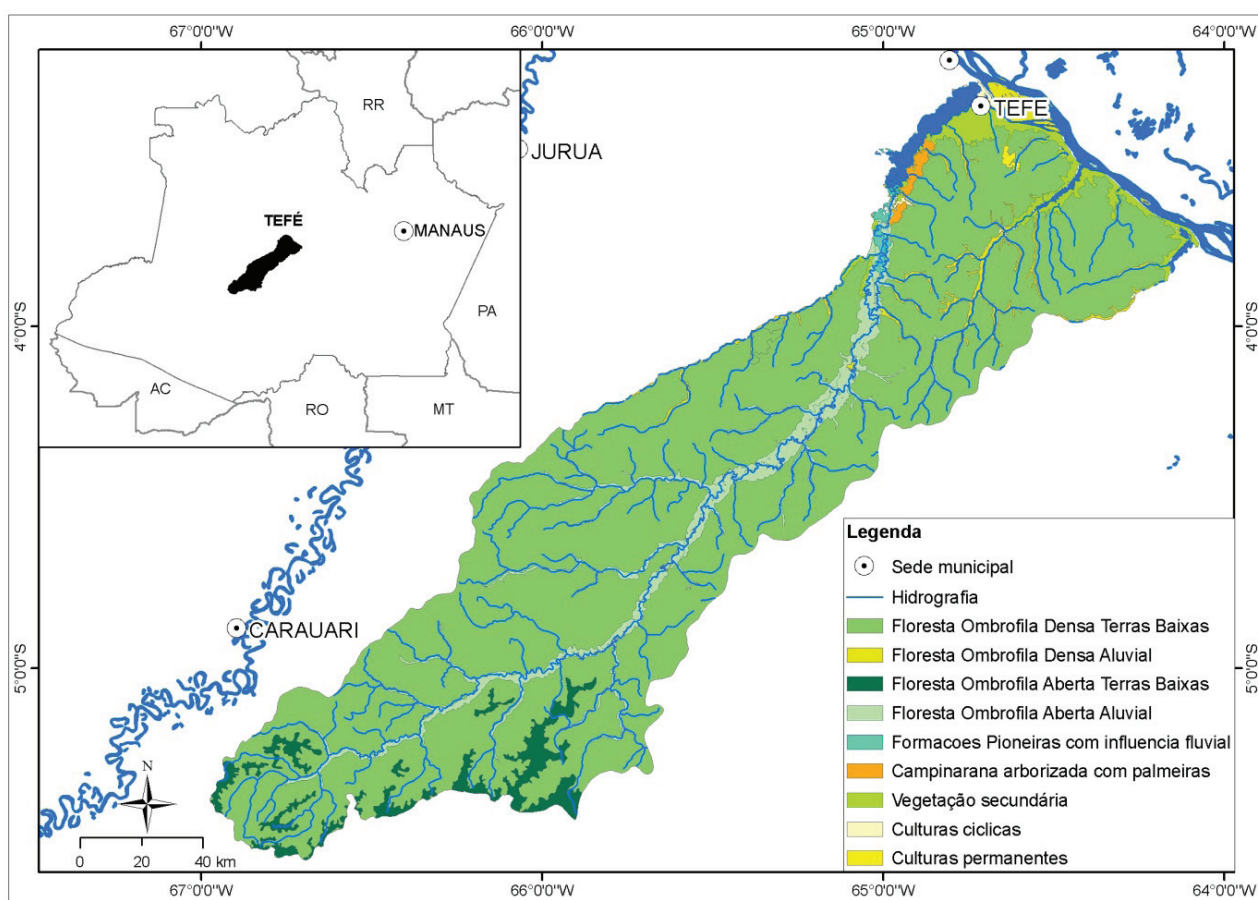 67°0'0"W 66°0'0"W 65°0'0"W 64°0'0"W
RR
TEFE
JURUA
TEFÉ
MANAUS
PA
4°0'0"S 4°0'0"S
AC
RO
MT
Legenda
Sede municipal
Hidrografia
CARAUARI
Floresta Ombrofila Densa Terras Baixas
Floresta Ombrofila Densa Aluvial
5°0'0"S 5°0'0"S
Floresta Ombrofila Aberta Terras Baixas
Floresta Ombrofila Aberta Aluvial
Formacoes Pioneiras com influencia fluvial
Campinarana arborizada com palmeiras
Vegetação secundária
Culturas ciclicas
Culturas permanentes
N
0 20 40 km
67°0'0"W 66°0'0"W 65°0'0"W 64°0'0"W